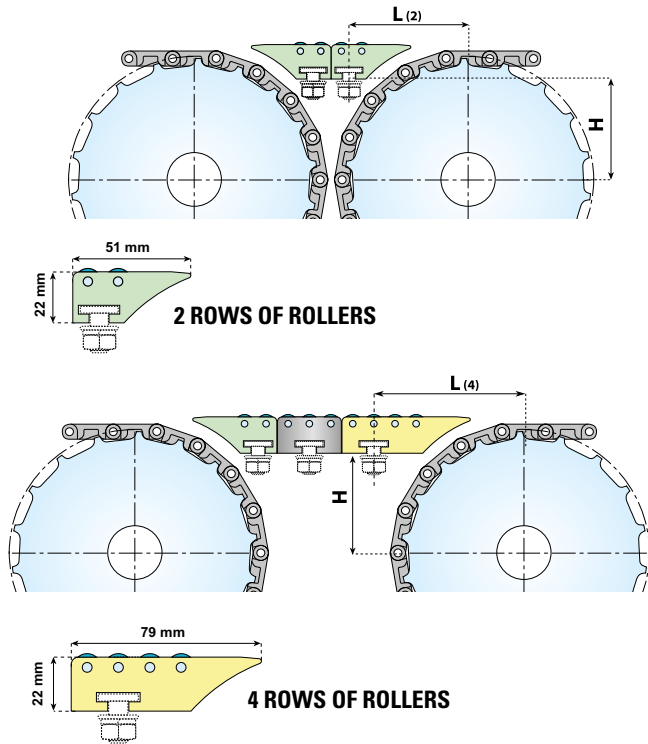 L (2)
H
51 mm
22 mm
2 ROWS OF ROLLERS
L (4)
H
79 mm
22 mm
4 ROWS OF ROLLERS